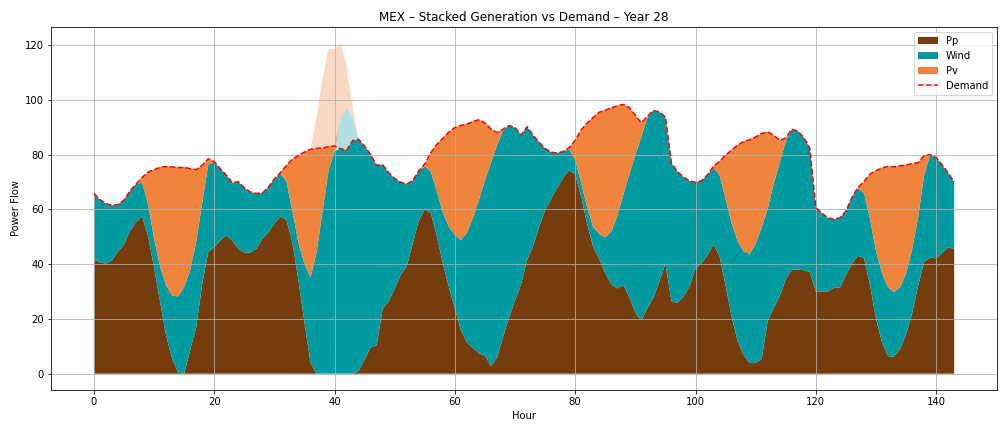 MEX – Stacked Generation vs Demand – Year 28
Power Flow
120
100
80
60
40
20
0
Pp
Wind
Pv
Demand
0 20 40 60 80 100 120 140
Hour